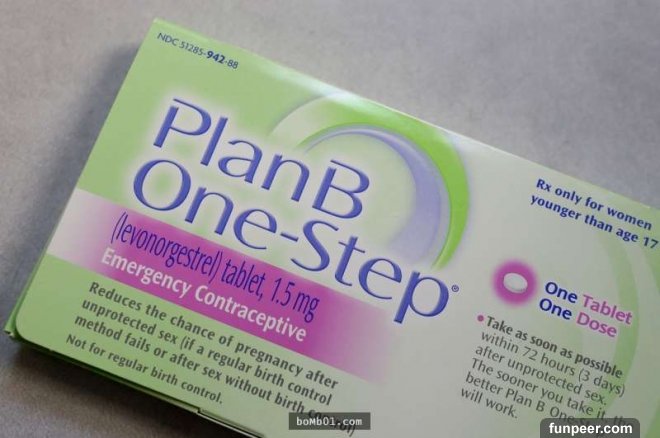 NDC 51285-942-88
Plan B
One-Step®
(levonorgestrel) tablet, 1.5 mg
Emergency Contraceptive
Reduces the chance of pregnancy after
unprotected sex (if a regular birth control
method fails or after sex without birth control)
Not for regular birth control.
Rx only for women
younger than age 17
One Tablet
One Dose
• Take as soon as possible
within 72 hours (3 days)
after unprotected sex.
The sooner you take it, the
better Plan B One
will work.
boMb01.com
funpeer.com